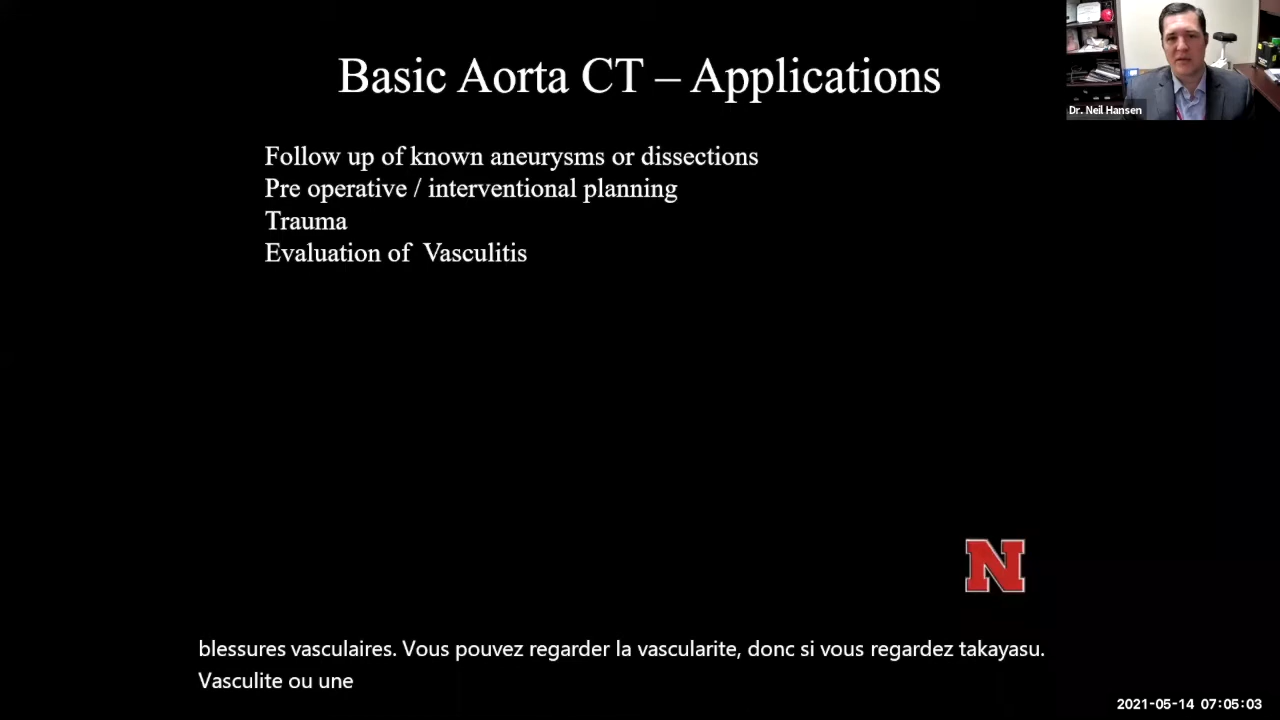 Basic Aorta CT – Applications
Dr. Neil Hansen
Follow up of known aneurysms or dissections
Pre operative / interventional planning
Trauma
Evaluation of Vasculitis
N
blessures vasculaires. Vous pouvez regarder la vascularite, donc si vous regardez takayasu.
Vasculite ou une
2021-05-14 07:05:03